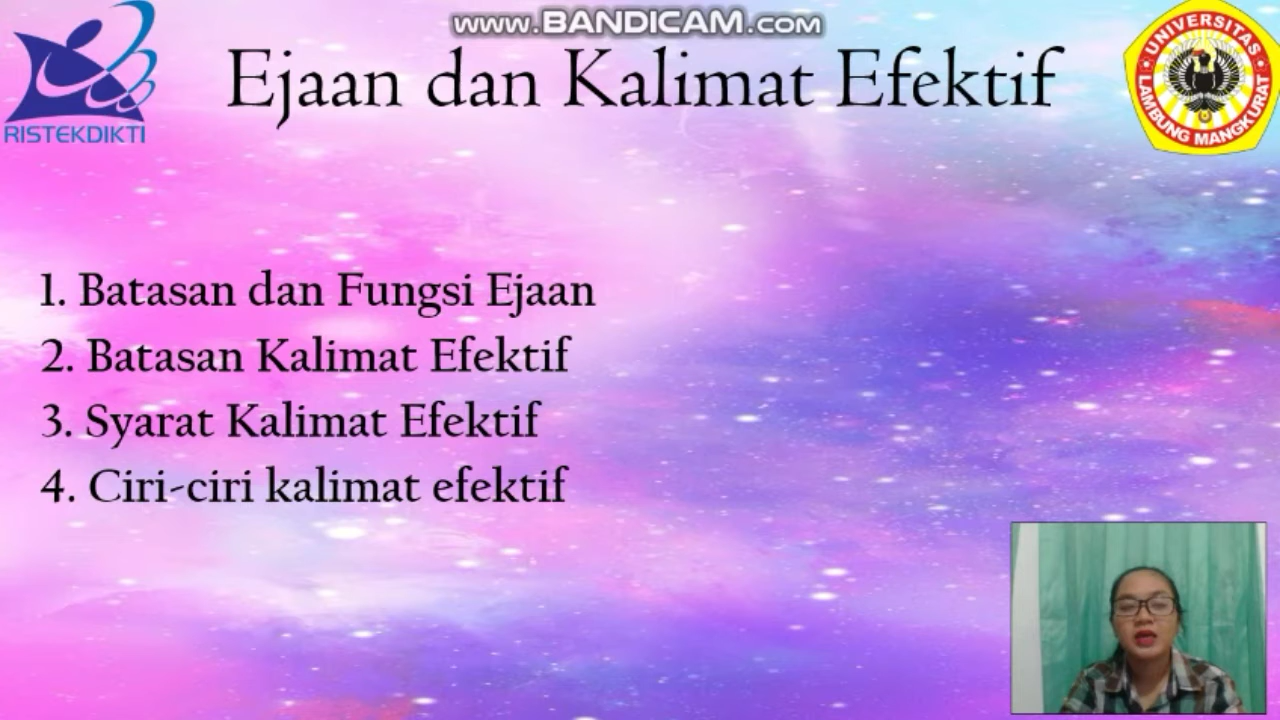 www.BANDICAM.com
Ejaan dan Kalimat Efektif
RISTEKDIKTI
UNIVERSITAS
LAMBUNG MANGKURAT
1. Batasan dan Fungsi Ejaan
2. Batasan Kalimat Efektif
3. Syarat Kalimat Efektif
4. Ciri-ciri kalimat efektif